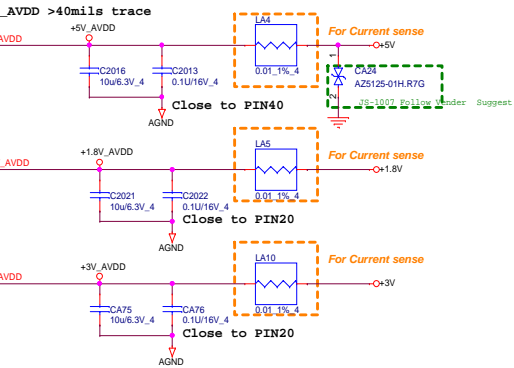 _AVDD >40mils trace
LA4
+5V_AVDD
For Current sense
AVDD
+5V
1
C2016
10u/6.3V_4
C2013
0.1U/16V_4
0.01_1%_4
CA24
AZ5125-01H.R7G
2
JS-1007 Follow Vender Suggest
Close to PIN40
AGND
LA5
+1.8V_AVDD
For Current sense
_AVDD
+1.8V
C2021
10u/6.3V_4
C2022
0.1U/16V_4
0.01_1%_4
Close to PIN20
AGND
LA10
+3V_AVDD
For Current sense
AVDD
+3V
CA75
10u/6.3V_4
CA76
0.1U/16V_4
0.01_1%_4
Close to PIN20
AGND